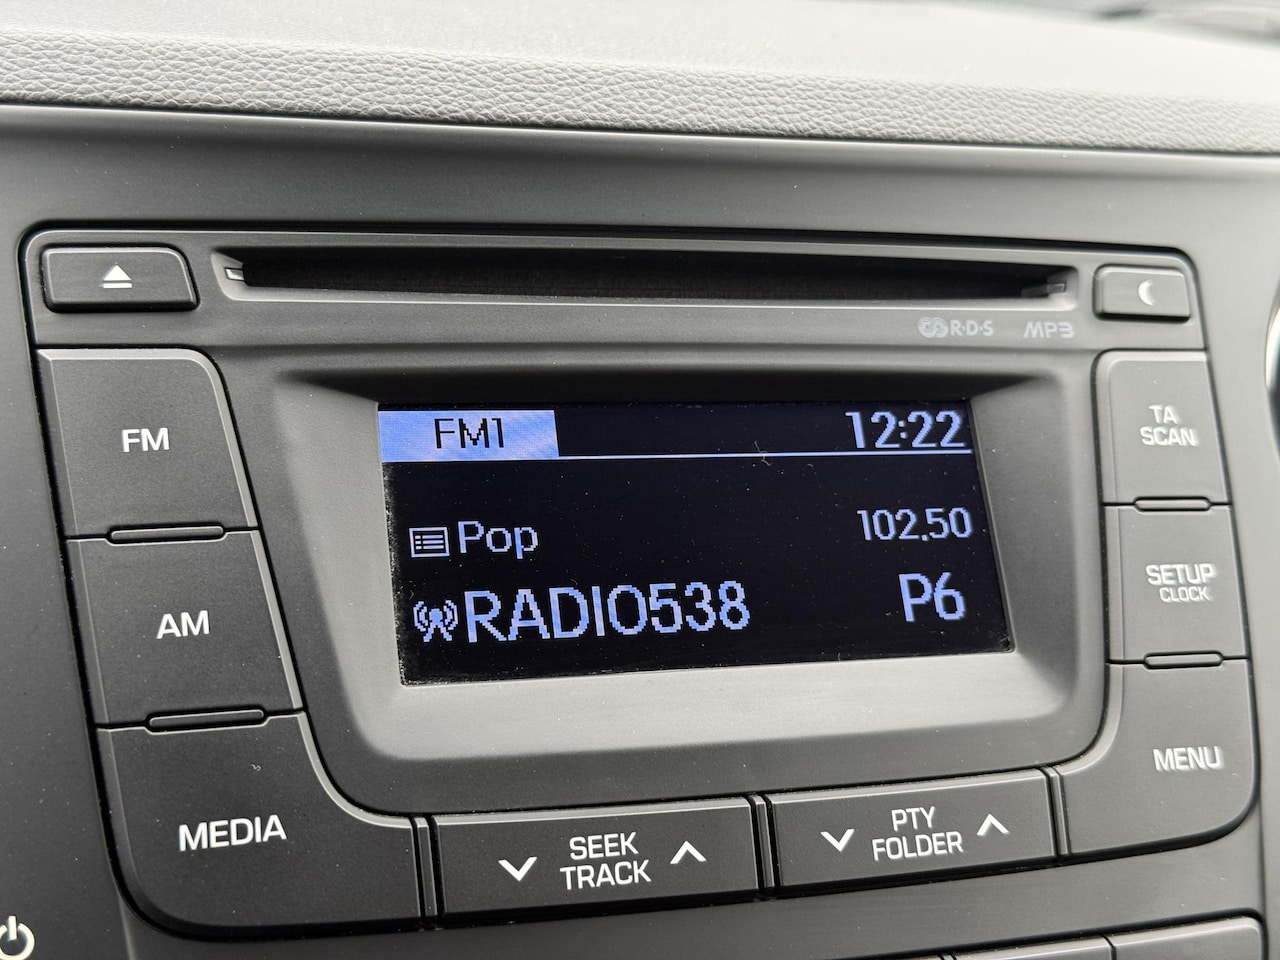 R·D·S MP3
FM
AM
MEDIA
FM1 12:22
Pop 102.50
RADIO538 P6
TA
SCAN
SETUP
CLOCK
MENU
SEEK
TRACK
PTY
FOLDER